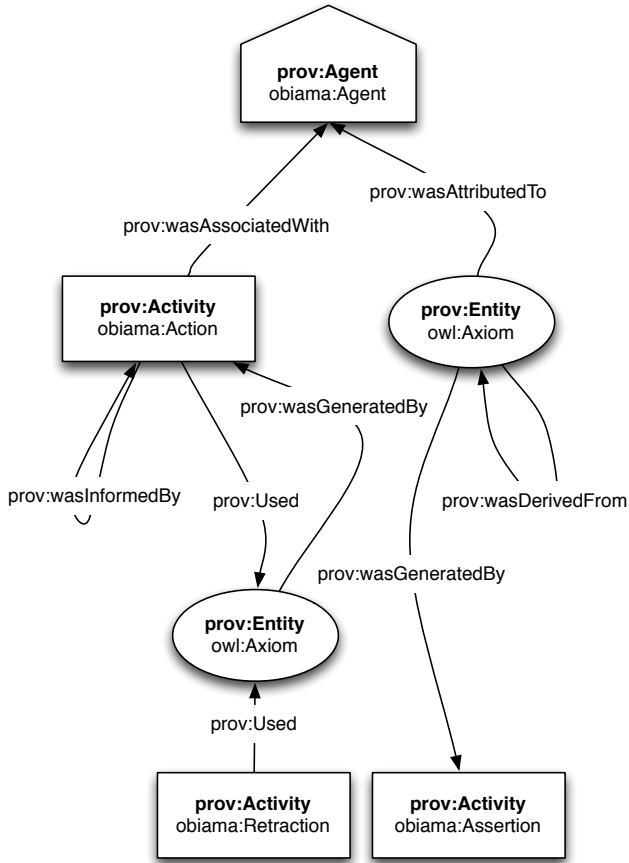 prov:Agent
obiama:Agent
prov:wasAttributedTo
prov:wasAssociatedWith
prov:Activity
obiama:Action
prov:Entity
owl:Axiom
prov:wasGeneratedBy
prov:wasInformedBy
prov:Used
prov:wasDerivedFrom
prov:wasGeneratedBy
prov:Entity
owl:Axiom
prov:Used
prov:Activity
obiama:Retraction
prov:Activity
obiama:Assertion